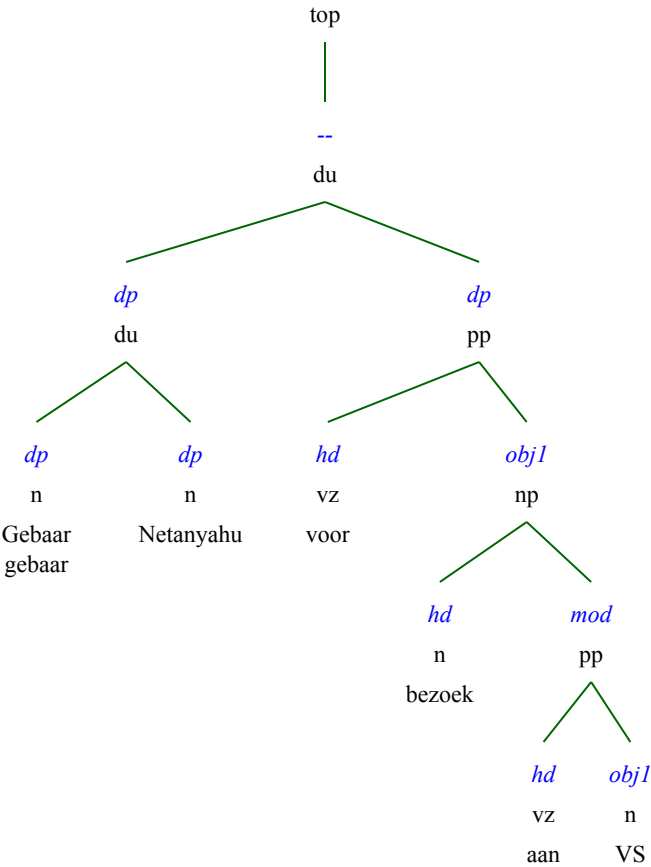 top
--
du
dp dp
du pp
dp dp hd obj1
n n vz np
Gebaar Netanyahu voor
gebaar
hd mod
n pp
bezoek
hd obj1
vz n
aan VS